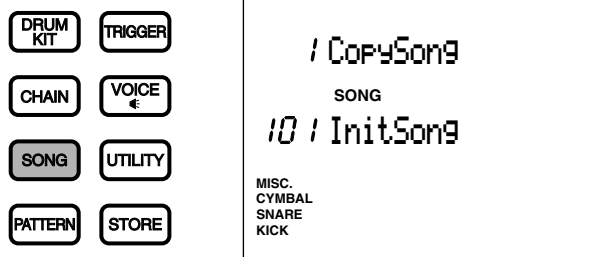 DRUM
KIT
TRIGGER
CHAIN
VOICE
SONG
UTILITY
PATTERN
STORE
1 CopySong
SONG
101 InitSong
MISC.
CYMBAL
SNARE
KICK